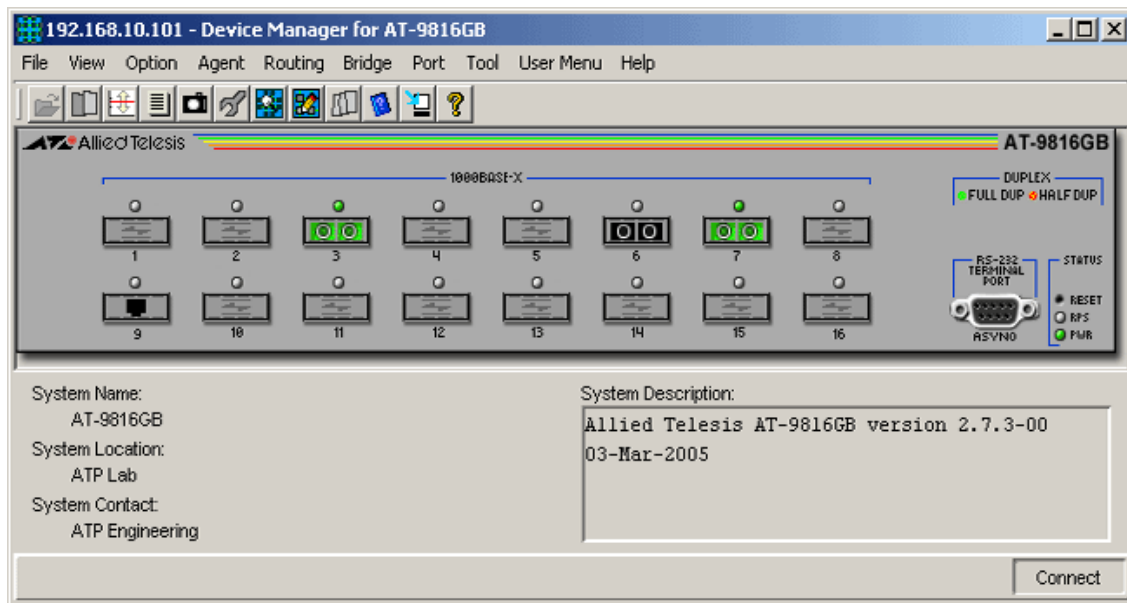 192.168.10.101 - Device Manager for AT-9816GB
File View Option Agent Routing Bridge Port Tool User Menu Help
Allied Telesis
AT-9816GB
1000BASE-X
DUPLEX
FULL DUP HALF DUP
1 2 3 4 5 6 7 8
RS-232
TERMINAL
PORT
STATUS
RESET
RPS
PWR
ASYN0
9 10 11 12 13 14 15 16
System Name:
AT-9816GB
System Location:
ATP Lab
System Contact:
ATP Engineering
System Description:
Allied Telesis AT-9816GB version 2.7.3-00
03-Mar-2005
Connect